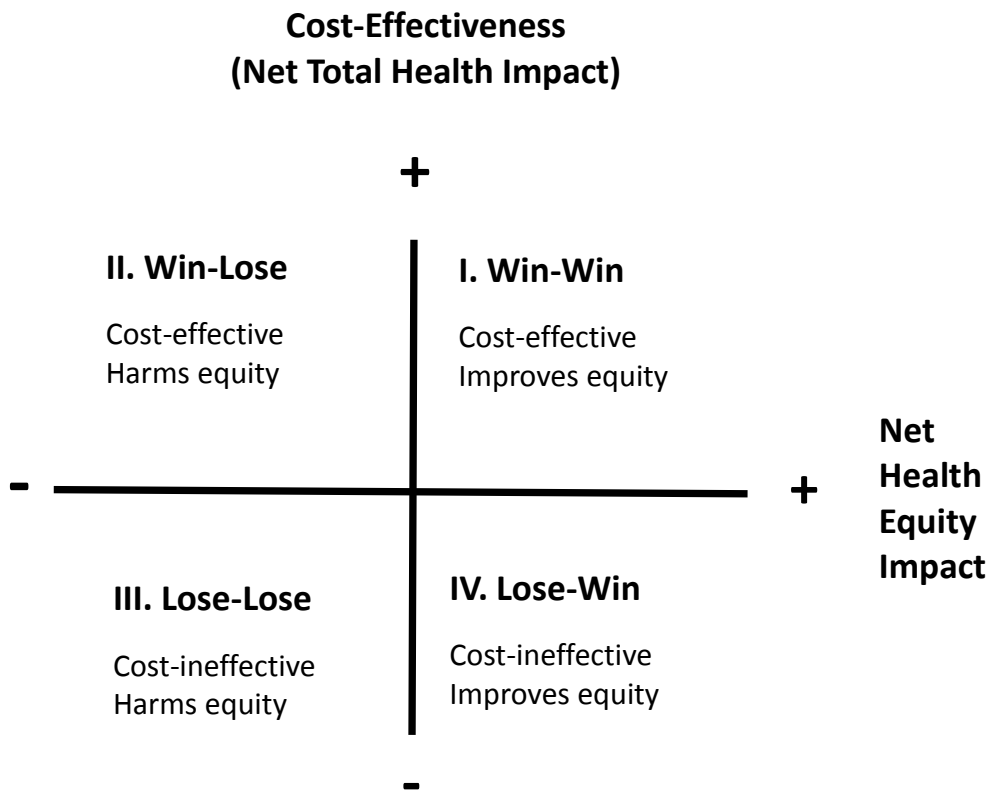 Cost-Effectiveness
(Net Total Health Impact)
+
II. Win-Lose
Cost-effective
Harms equity
I. Win-Win
Cost-effective
Improves equity
-
+
Net
Health
Equity
Impact
III. Lose-Lose
Cost-ineffective
Harms equity
IV. Lose-Win
Cost-ineffective
Improves equity
-